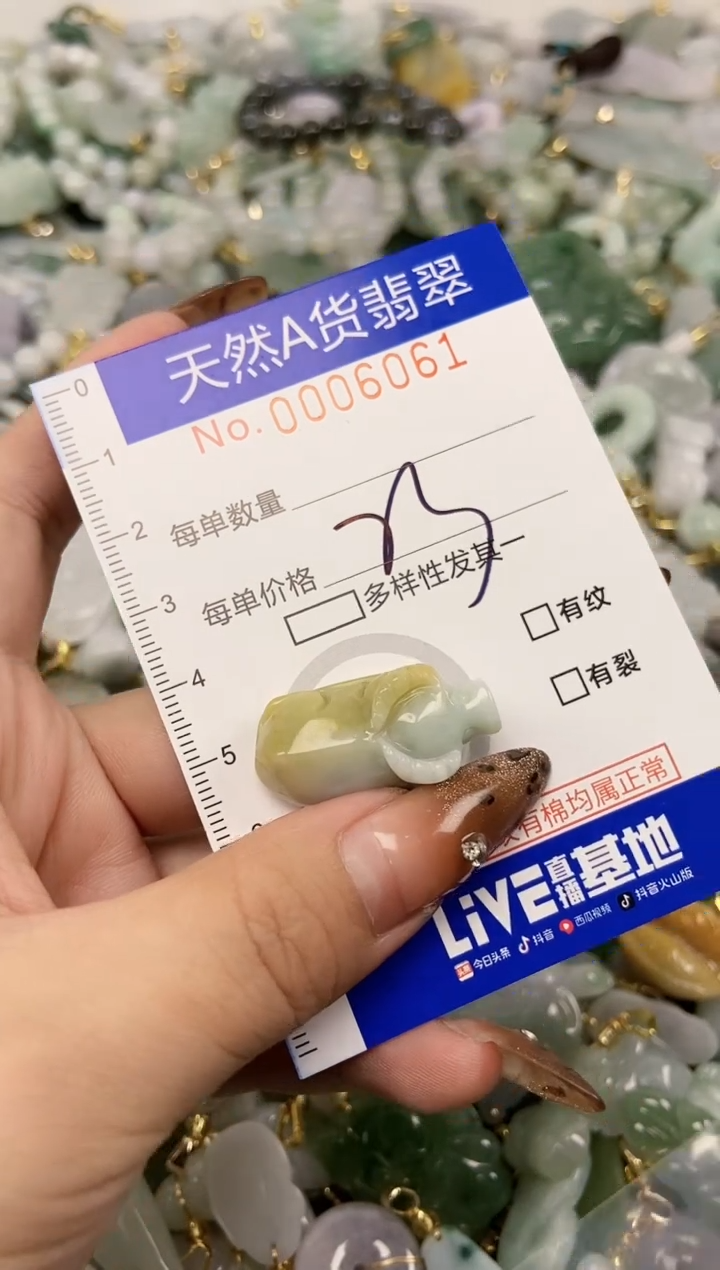 天然A货翡翠
No.0006061
0
1
2
3
4
5
每单数量
每单价格
多样性发其一
有纹
有裂
有棉均属正常
LiVE直播基地
今日头条 抖音 西瓜视频 抖音火山版